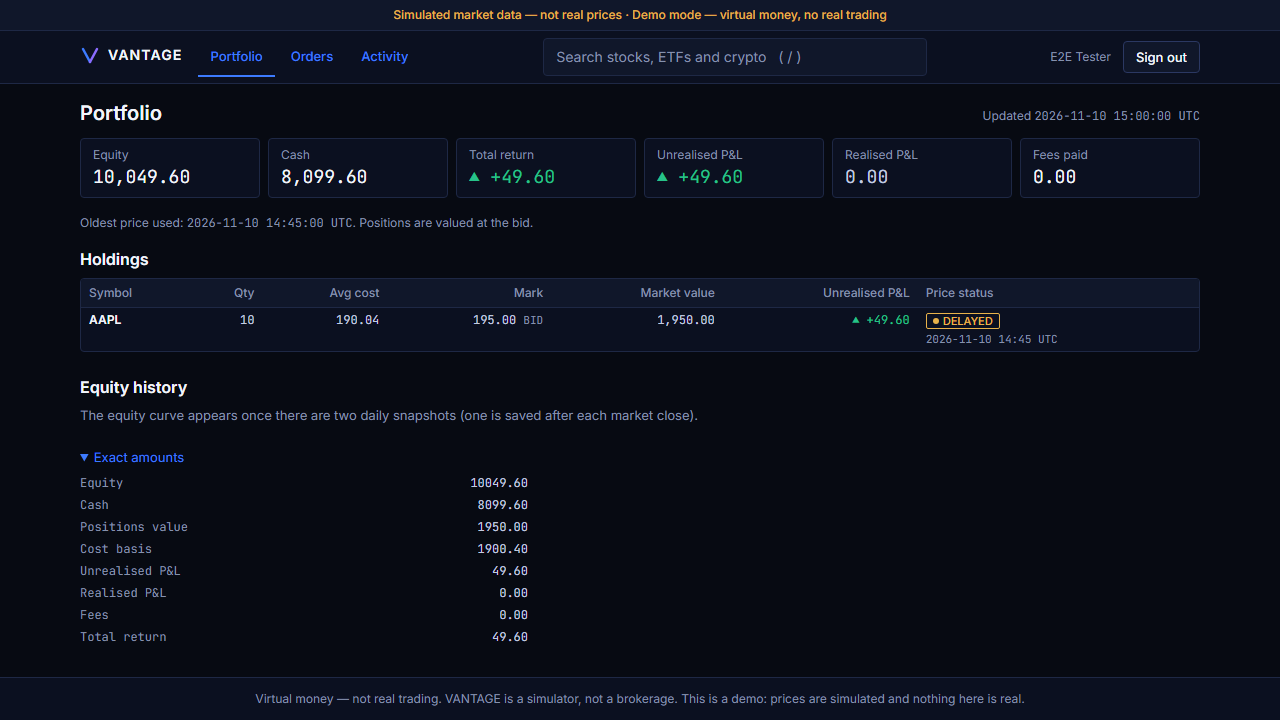 Simulated market data — not real prices · Demo mode — virtual money, no real trading
VANTAGE Portfolio Orders Activity Search stocks, ETFs and crypto ( / ) E2E Tester Sign out
Portfolio Updated 2026-11-10 15:00:00 UTC
Equity Cash Total return Unrealised P&L Realised P&L Fees paid
10,049.60 8,099.60 ▲ +49.60 ▲ +49.60 0.00 0.00
Oldest price used: 2026-11-10 14:45:00 UTC. Positions are valued at the bid.
Holdings
Symbol Qty Avg cost Mark Market value Unrealised P&L Price status
AAPL 10 190.04 195.00 BID 1,950.00 ▲ +49.60 ● DELAYED
2026-11-10 14:45 UTC
Equity history
The equity curve appears once there are two daily snapshots (one is saved after each market close).
▼ Exact amounts
Equity 10049.60
Cash 8099.60
Positions value 1950.00
Cost basis 1900.40
Unrealised P&L 49.60
Realised P&L 0.00
Fees 0.00
Total return 49.60
Virtual money — not real trading. VANTAGE is a simulator, not a brokerage. This is a demo: prices are simulated and nothing here is real.